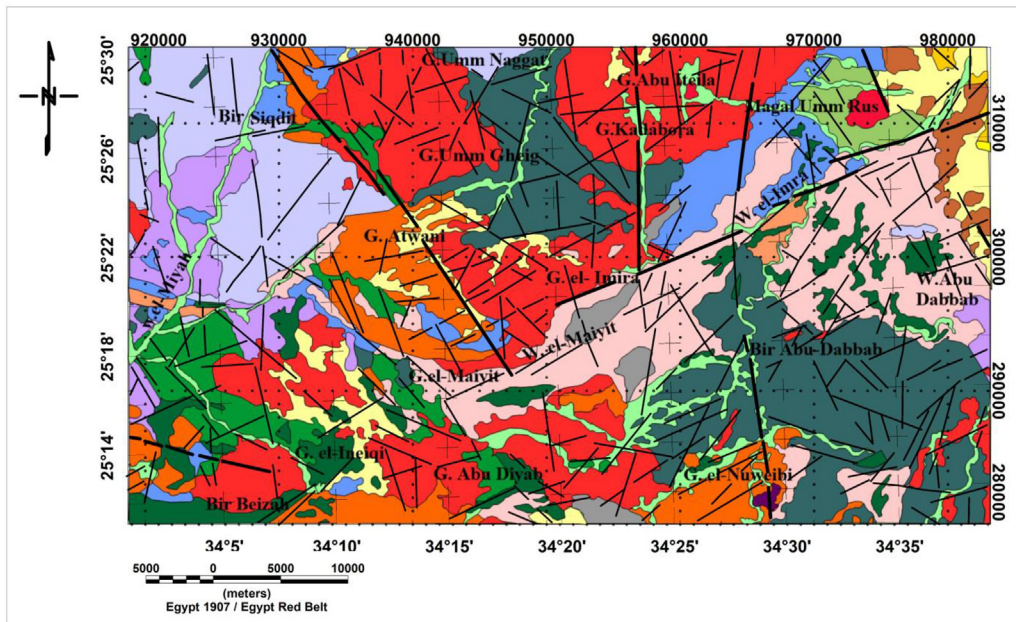 920000 930000 940000 950000 960000 970000 980000
25°30'
25°26'
25°22'
25°18'
25°14'
310000
300000
290000
280000
N
G.Umm Naggat
G.Abu Iteila
Magal Umm Rus
Bir Siqdit
G.Kadabora
G.Umm Gheig
W. el-Imra
G. Atwani
G. el- Imira
W.el-Miyah
W.Abu
Dabbab
W. el-Maiyit
Bir Abu-Dabbab
G.el-Maiyit
G. el-Ineiqi
G. Abu Diyab
G. el-Nuweibi
Bir Beizah
34°5' 34°10' 34°15' 34°20' 34°25' 34°30' 34°35'
5000 0 5000 10000
(meters)
Egypt 1907 / Egypt Red Belt